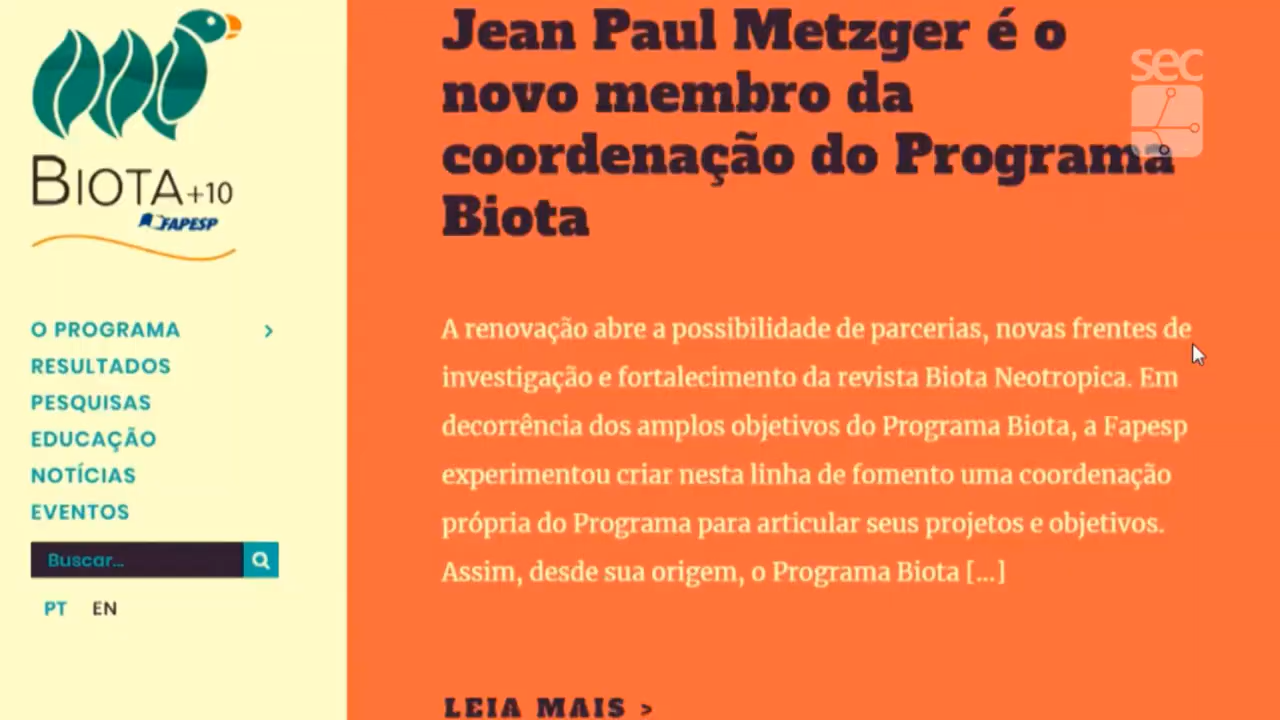 BIOTA+10
FAPESP
O PROGRAMA >
RESULTADOS
PESQUISAS
EDUCAÇÃO
NOTÍCIAS
EVENTOS
Buscar...
PT EN
Jean Paul Metzger é o
novo membro da
coordenação do Programa
Biota
A renovação abre a possibilidade de parcerias, novas frentes de
investigação e fortalecimento da revista Biota Neotropica. Em
decorrência dos amplos objetivos do Programa Biota, a Fapesp
experimentou criar nesta linha de fomento uma coordenação
própria do Programa para articular seus projetos e objetivos.
Assim, desde sua origem, o Programa Biota [...]
LEIA MAIS >
sec